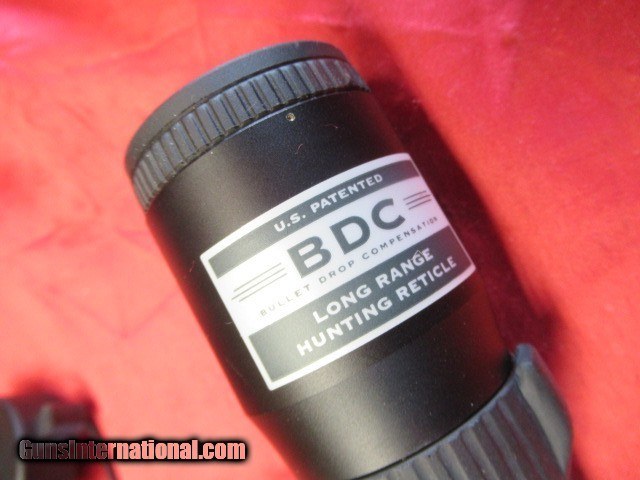 U.S. PATENTED
BDC
BULLET DROP COMPENSATION
LONG RANGE
HUNTING RETICLE
GunsInternational.com